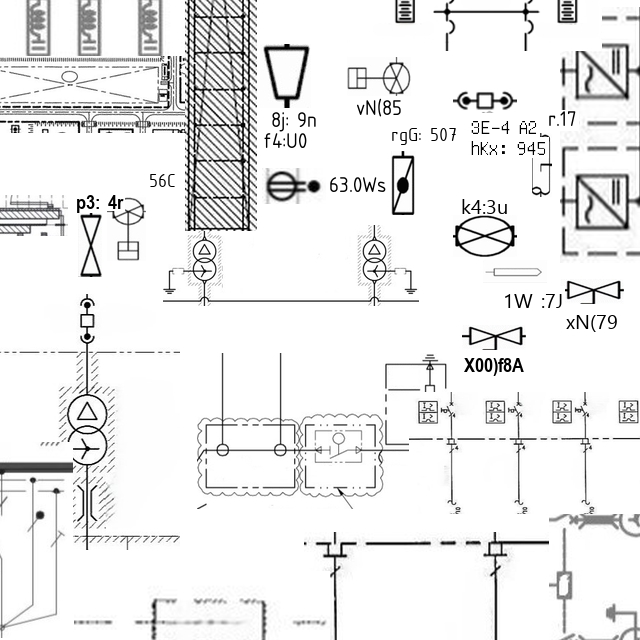 8j: 9n
f4:U0
vN(85
rgG: 507
3E-4 A2
hKx: 945
r.17
56C
63.0Ws
p3: 4r
k4:3u
1W :7J
xN(79
X00)f8A